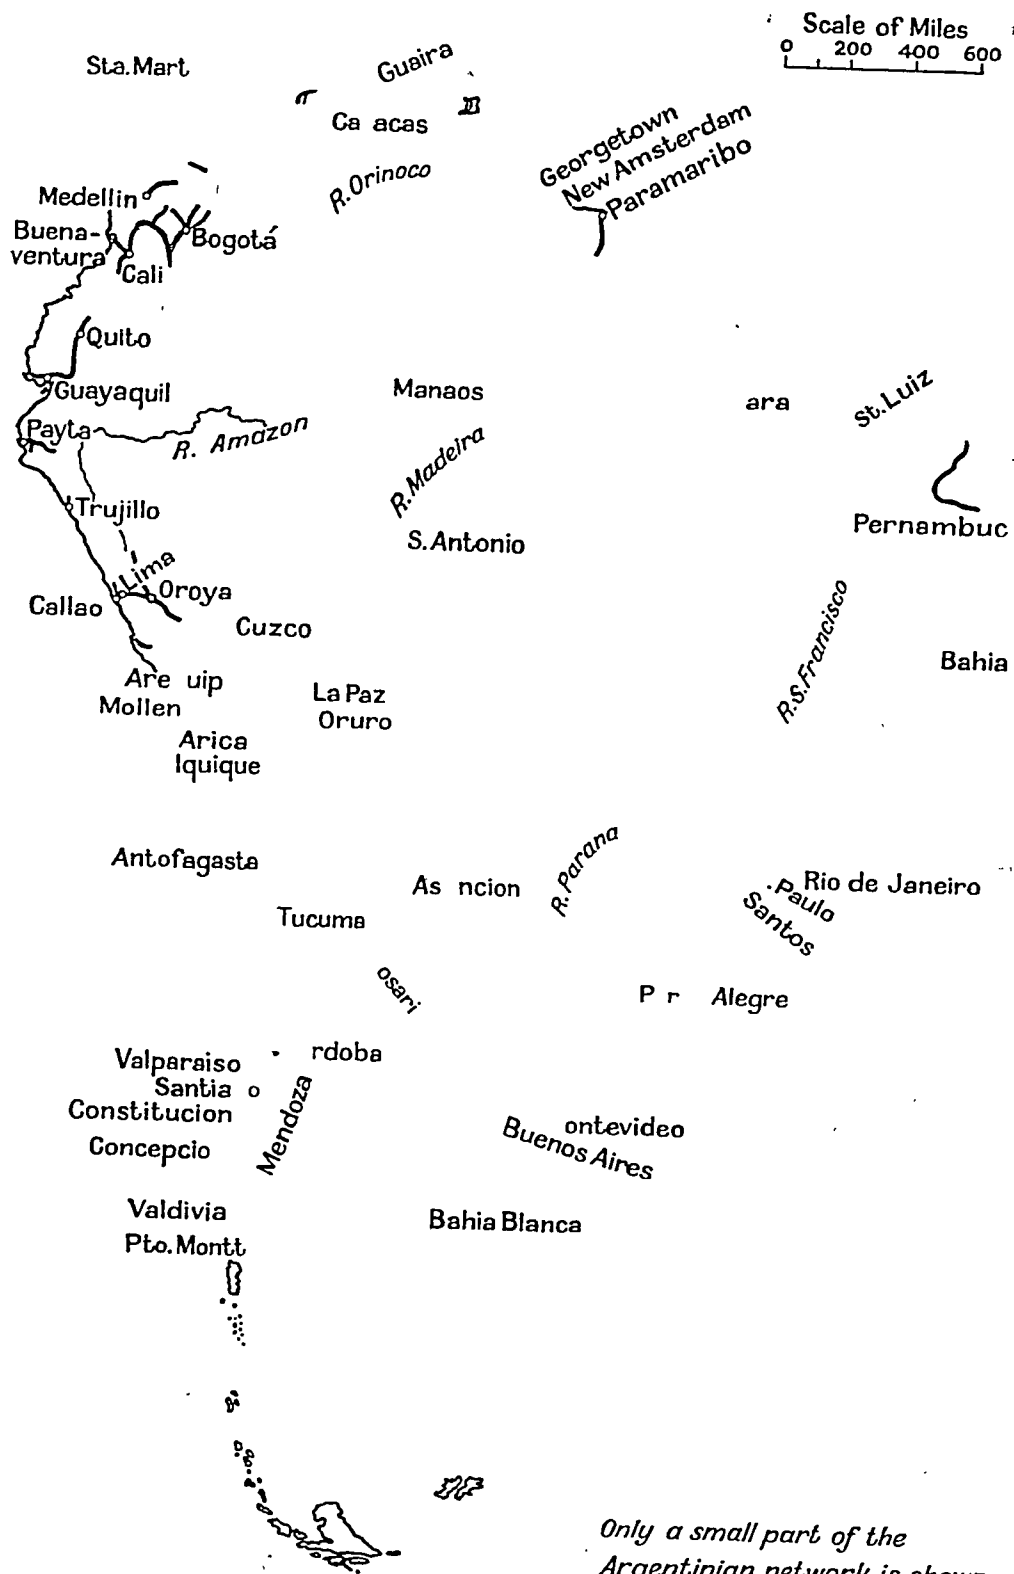 Scale of Miles
0 200 400 600
Sta.Mart
Guaira
Ca acas
R.Orinoco
Georgetown
New Amsterdam
Paramaribo
Medellin
Buena-
ventura
Bogotá
Cali
Quito
Guayaquil
Manaos
ara
St.Luiz
Payta
R. Amazon
R.Madeira
Trujillo
S.Antonio
Pernambuc
Lima
Oroya
Callao
Cuzco
R.S.Francisco
Bahia
Are uip
Mollen
La Paz
Oruro
Arica
Iquique
Antofagasta
As ncion
R.Parana
Rio de Janeiro
.Paulo
Santos
Tucuma
osari
P r Alegre
Valparaiso
rdoba
Santia o
Constitucion
Mendoza
Concepcio
ontevideo
Buenos Aires
Valdivia
Bahia Blanca
Pto.Montt
Only a small part of the
Argentinian network is shown